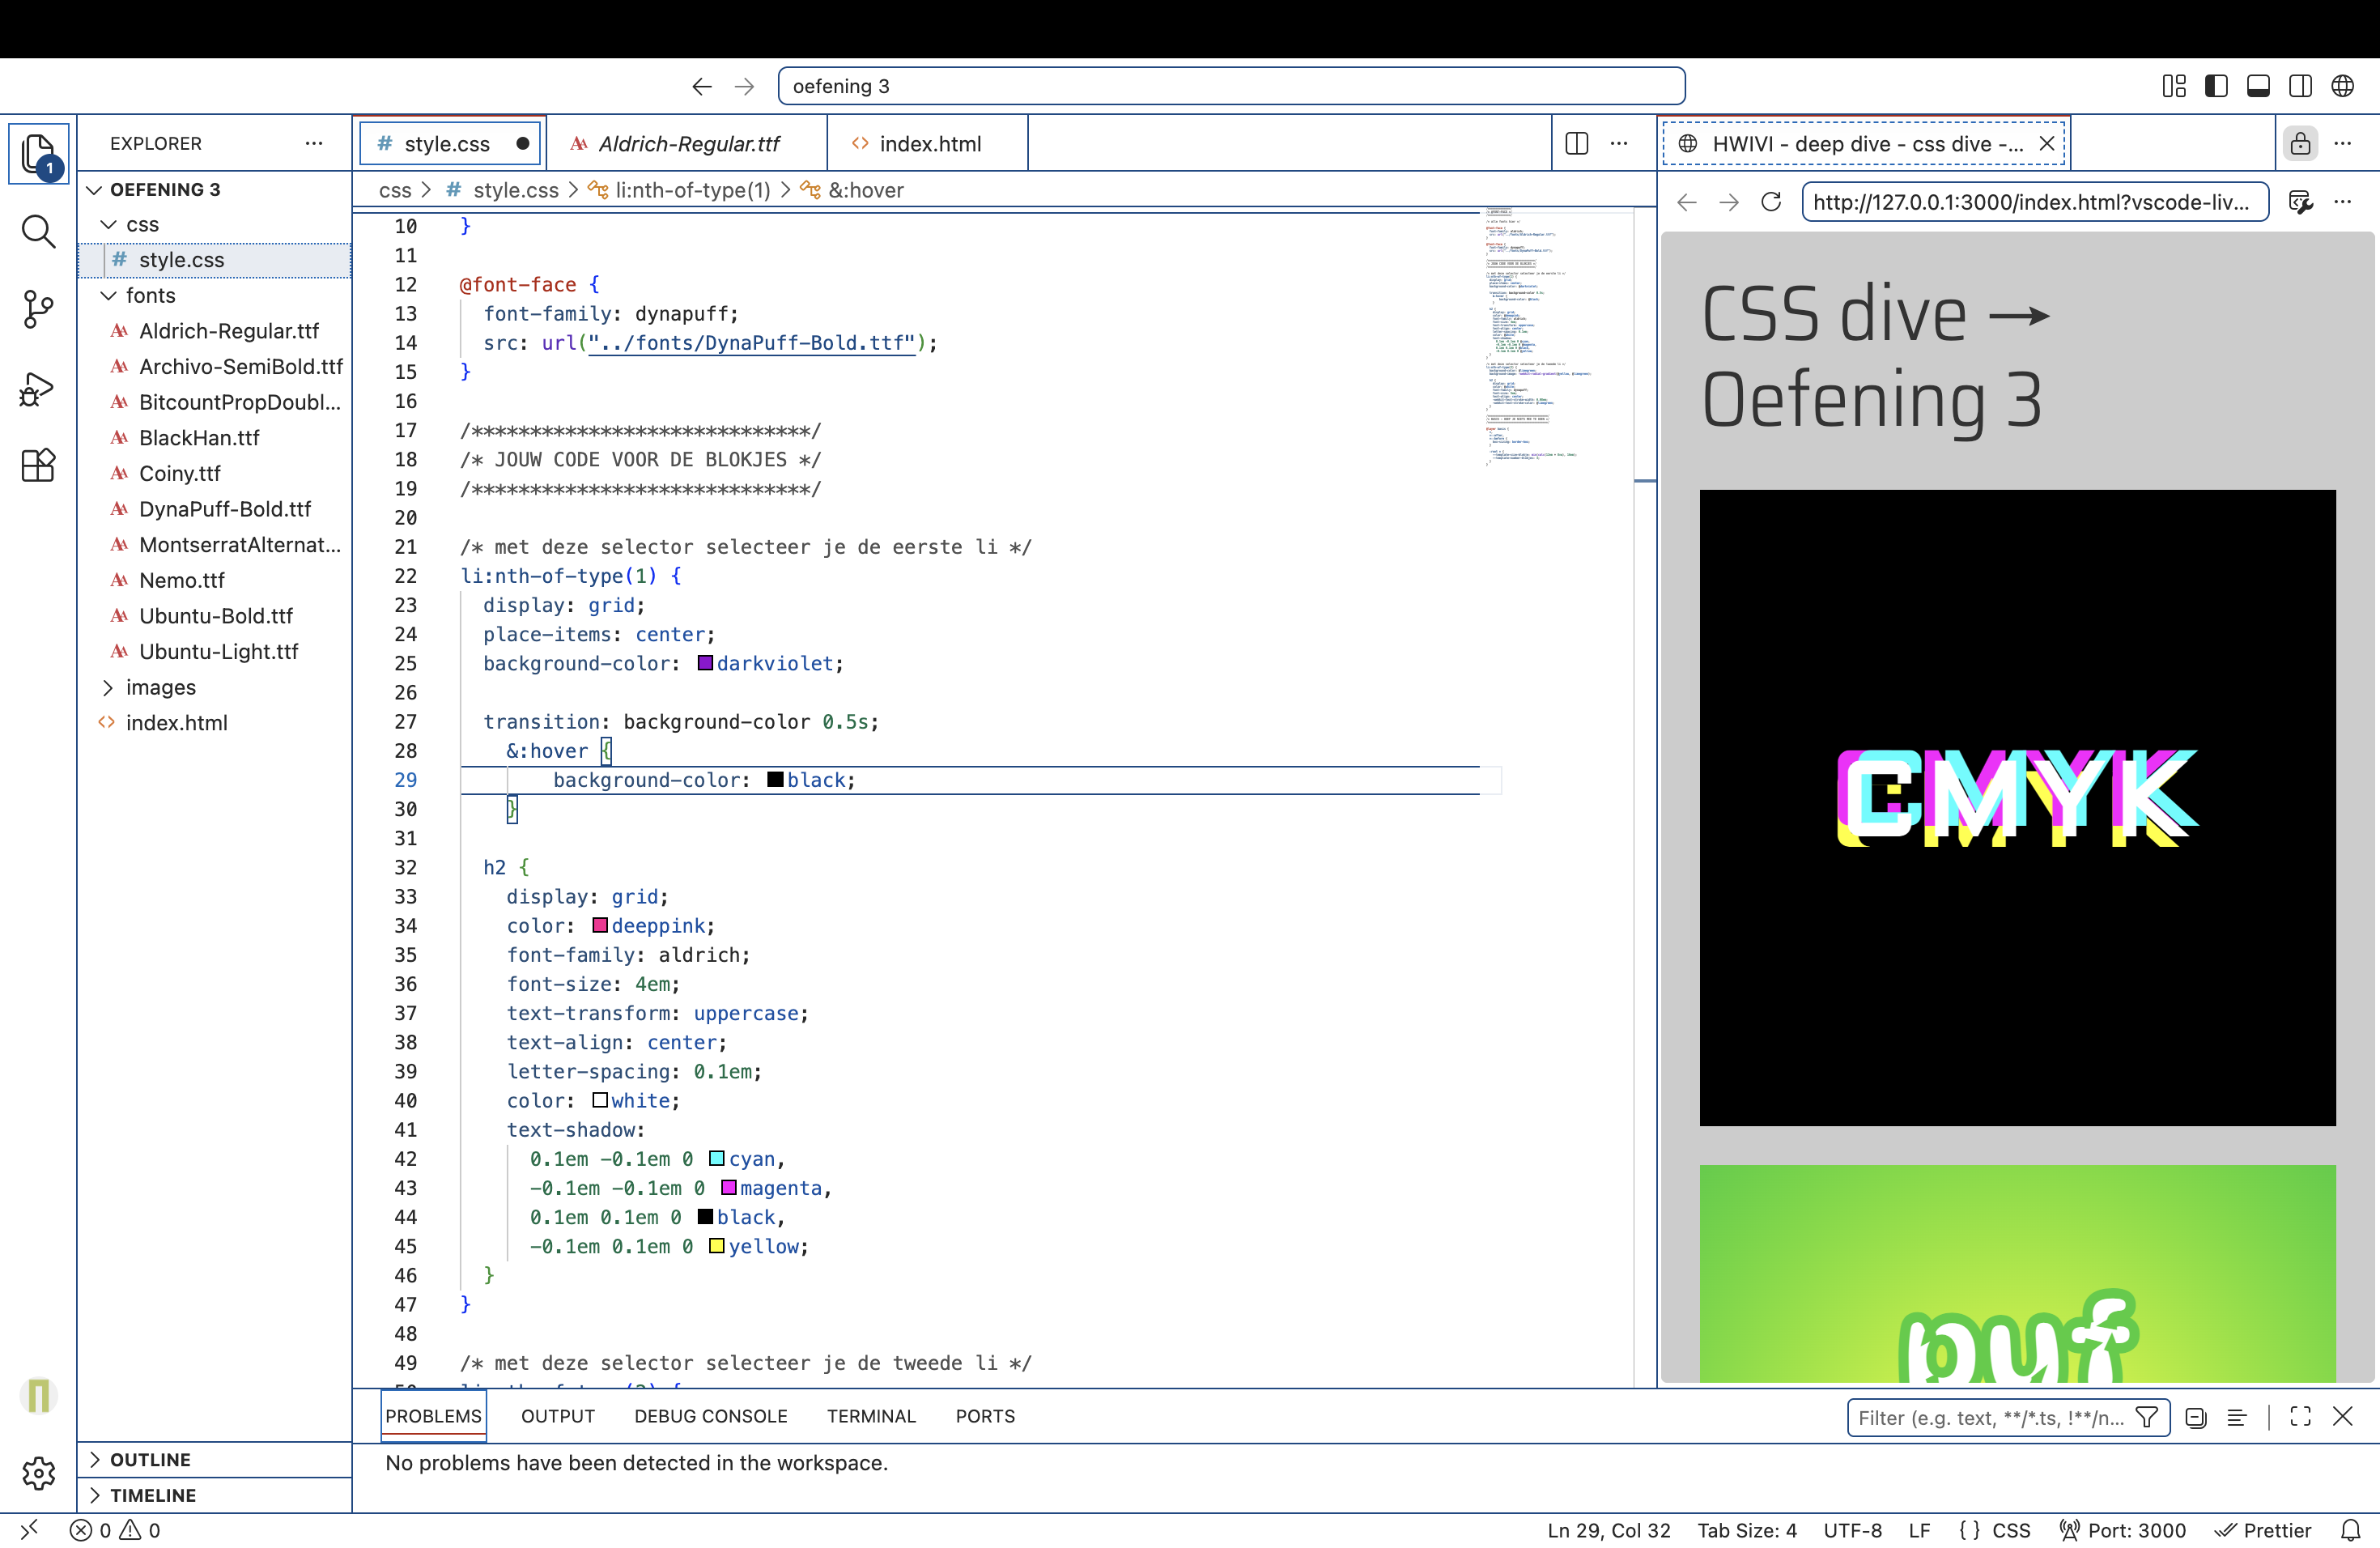 oefening 3
1
EXPLORER
OEFENING 3
css
# style.css
fonts
Aldrich-Regular.ttf
Archivo-SemiBold.ttf
BitcountPropDoubl...
BlackHan.ttf
Coiny.ttf
DynaPuff-Bold.ttf
MontserratAlternat...
Nemo.ttf
Ubuntu-Bold.ttf
Ubuntu-Light.ttf
images
<> index.html
OUTLINE
TIMELINE
# style.css
Aldrich-Regular.ttf
<> index.html
css > # style.css > li:nth-of-type(1) > &:hover
10 }
11
12 @font-face {
13 font-family: dynapuff;
14 src: url("../fonts/DynaPuff-Bold.ttf");
15 }
16
17 /*****************************/
18 /* JOUW CODE VOOR DE BLOKJES */
19 /*****************************/
20
21 /* met deze selector selecteer je de eerste li */
22 li:nth-of-type(1) {
23 display: grid;
24 place-items: center;
25 background-color: darkviolet;
26
27 transition: background-color 0.5s;
28 &:hover {
29 background-color: black;
30 }
31
32 h2 {
33 display: grid;
34 color: deeppink;
35 font-family: aldrich;
36 font-size: 4em;
37 text-transform: uppercase;
38 text-align: center;
39 letter-spacing: 0.1em;
40 color: white;
41 text-shadow:
42 0.1em -0.1em 0 cyan,
43 -0.1em -0.1em 0 magenta,
44 0.1em 0.1em 0 black,
45 -0.1em 0.1em 0 yellow;
46 }
47 }
48
49 /* met deze selector selecteer je de tweede li */
HWIVI - deep dive - css dive -...
http://127.0.0.1:3000/index.html?vscode-liv...
CSS dive →
Oefening 3
CMYK
puf
PROBLEMS
OUTPUT
DEBUG CONSOLE
TERMINAL
PORTS
Filter (e.g. text, **/*.ts, !**/n...
No problems have been detected in the workspace.
0 0
Ln 29, Col 32
Tab Size: 4
UTF-8
LF
{ } CSS
Port: 3000
Prettier